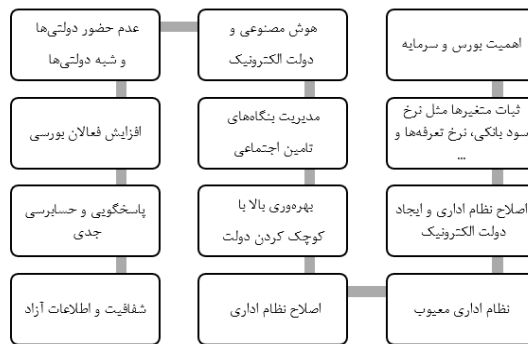 اهمیت بورس و سرمایه
ثبات متغیرها مثل نرخ
سود بانکی، نرخ تعرفه‌ها و
...
اصلاح نظام اداری و ایجاد
دولت الکترونیک
نظام اداری معیوب
اصلاح نظام اداری
بهره‌وری بالا با
کوچک کردن دولت
مدیریت بنگاه‌های
تامین اجتماعی
هوش مصنوعی و
دولت الکترونیک
عدم حضور دولتی‌ها
و شبه دولتی‌ها
افزایش فعالان بورسی
پاسخگویی و حسابرسی
جدی
شفافیت و اطلاعات آزاد